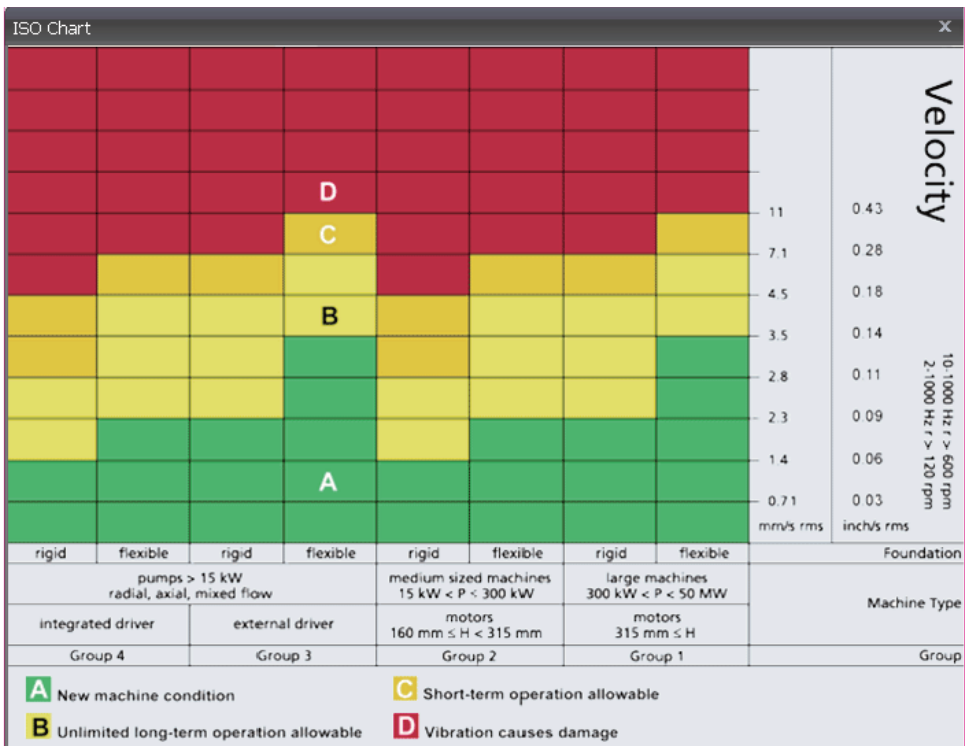 ISO Chart x
Velocity
D
11 0.43
C
7.1 0.28
4.5 0.18
B
3.5 0.14
2.8 0.11
2.3 0.09
1.4 0.06
A
0.71 0.03
10-1000 Hz r > 600 rpm
2-1000 Hz r > 120 rpm
mm/s rms inch/s rms
rigid flexible rigid flexible rigid flexible rigid flexible Foundation
pumps > 15 kW medium sized machines large machines
radial, axial, mixed flow 15 kW < P ≤ 300 kW 300 kW < P < 50 MW
Machine Type
integrated driver external driver motors motors
160 mm ≤ H < 315 mm 315 mm ≤ H
Group 4 Group 3 Group 2 Group 1 Group
A New machine condition C Short-term operation allowable
B Unlimited long-term operation allowable D Vibration causes damage